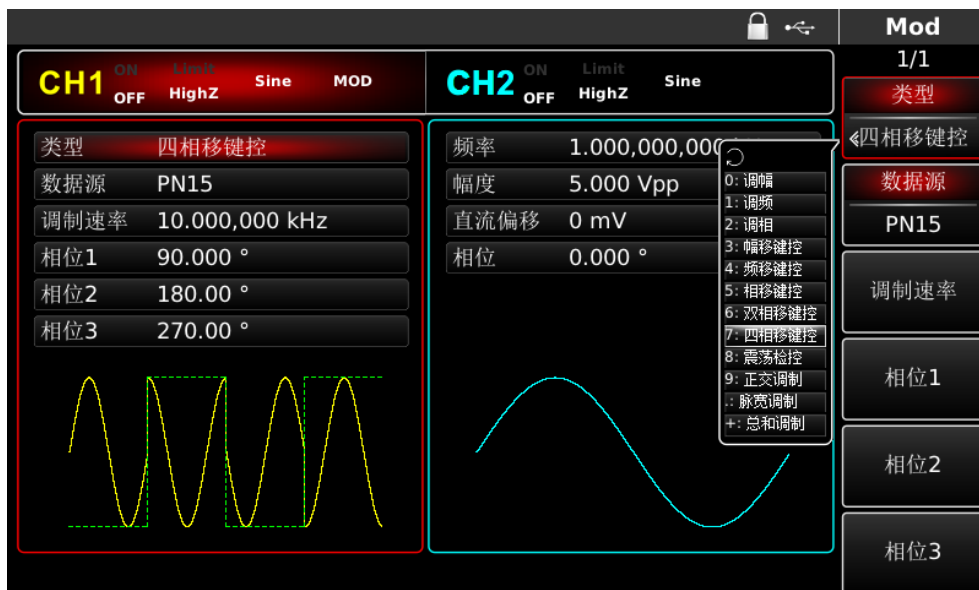 Mod
1/1
CH1 ON OFF Limit HighZ Sine MOD
CH2 ON OFF Limit HighZ Sine
类型 四相移键控
数据源 PN15
调制速率 10.000,000 kHz
相位1 90.000 °
相位2 180.00 °
相位3 270.00 °
频率 1.000,000,000
幅度 5.000 Vpp
直流偏移 0 mV
相位 0.000 °
0: 调幅
1: 调频
2: 调相
3: 幅移键控
4: 频移键控
5: 相移键控
6: 双相移键控
7: 四相移键控
8: 震荡检控
9: 正交调制
.: 脉宽调制
+: 总和调制
类型
四相移键控
数据源
PN15
调制速率
相位1
相位2
相位3